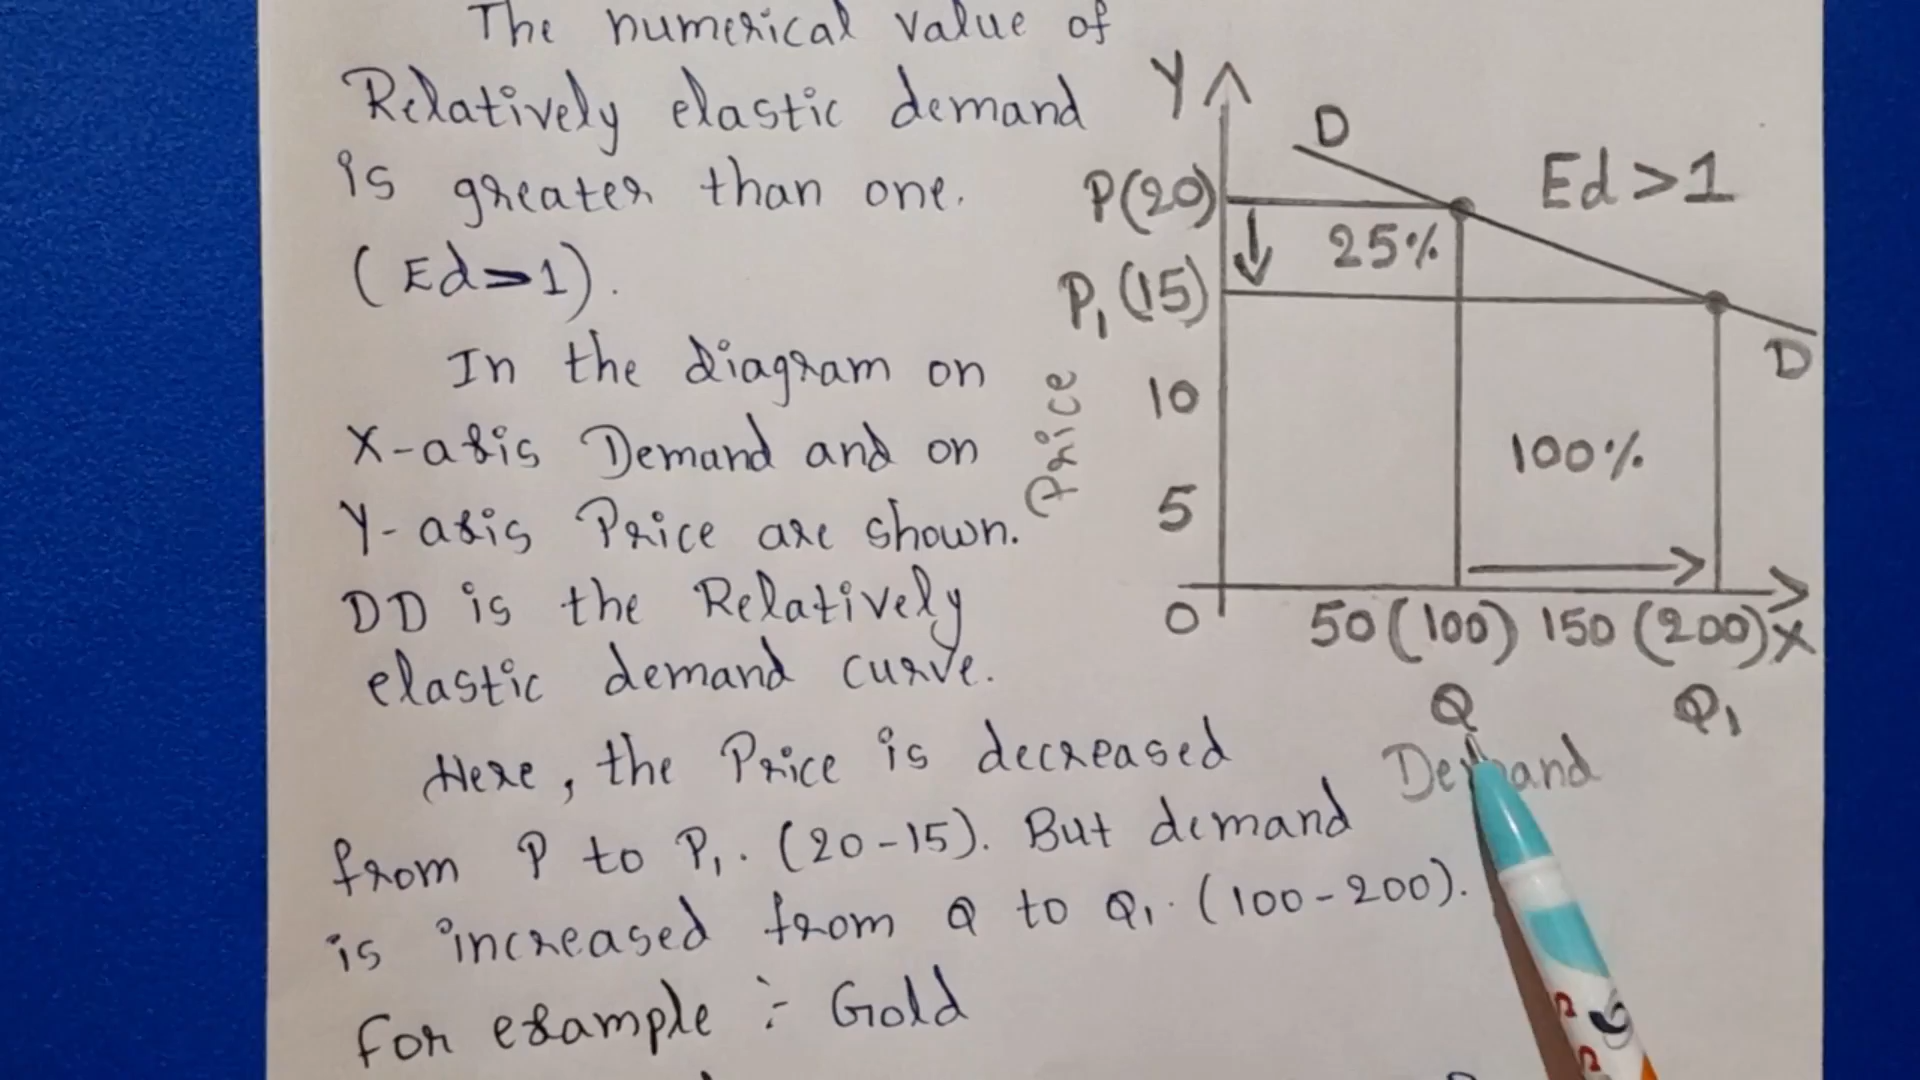 The numerical value of
Relatively elastic demand
is greater than one.
(Ed>1).
In the diagram on
X-axis Demand and on
Y-axis Price are shown.
DD is the Relatively
elastic demand curve.
Here, the Price is decreased
from P to P₁. (20-15). But demand
is increased from Q to Q₁. (100-200).
For example :- Gold
Y
D
Ed>1
P(20)
25%
P₁(15)
D
10
Price
100%
5
0
50 (100) 150 (200) X
Q Q₁
Demand